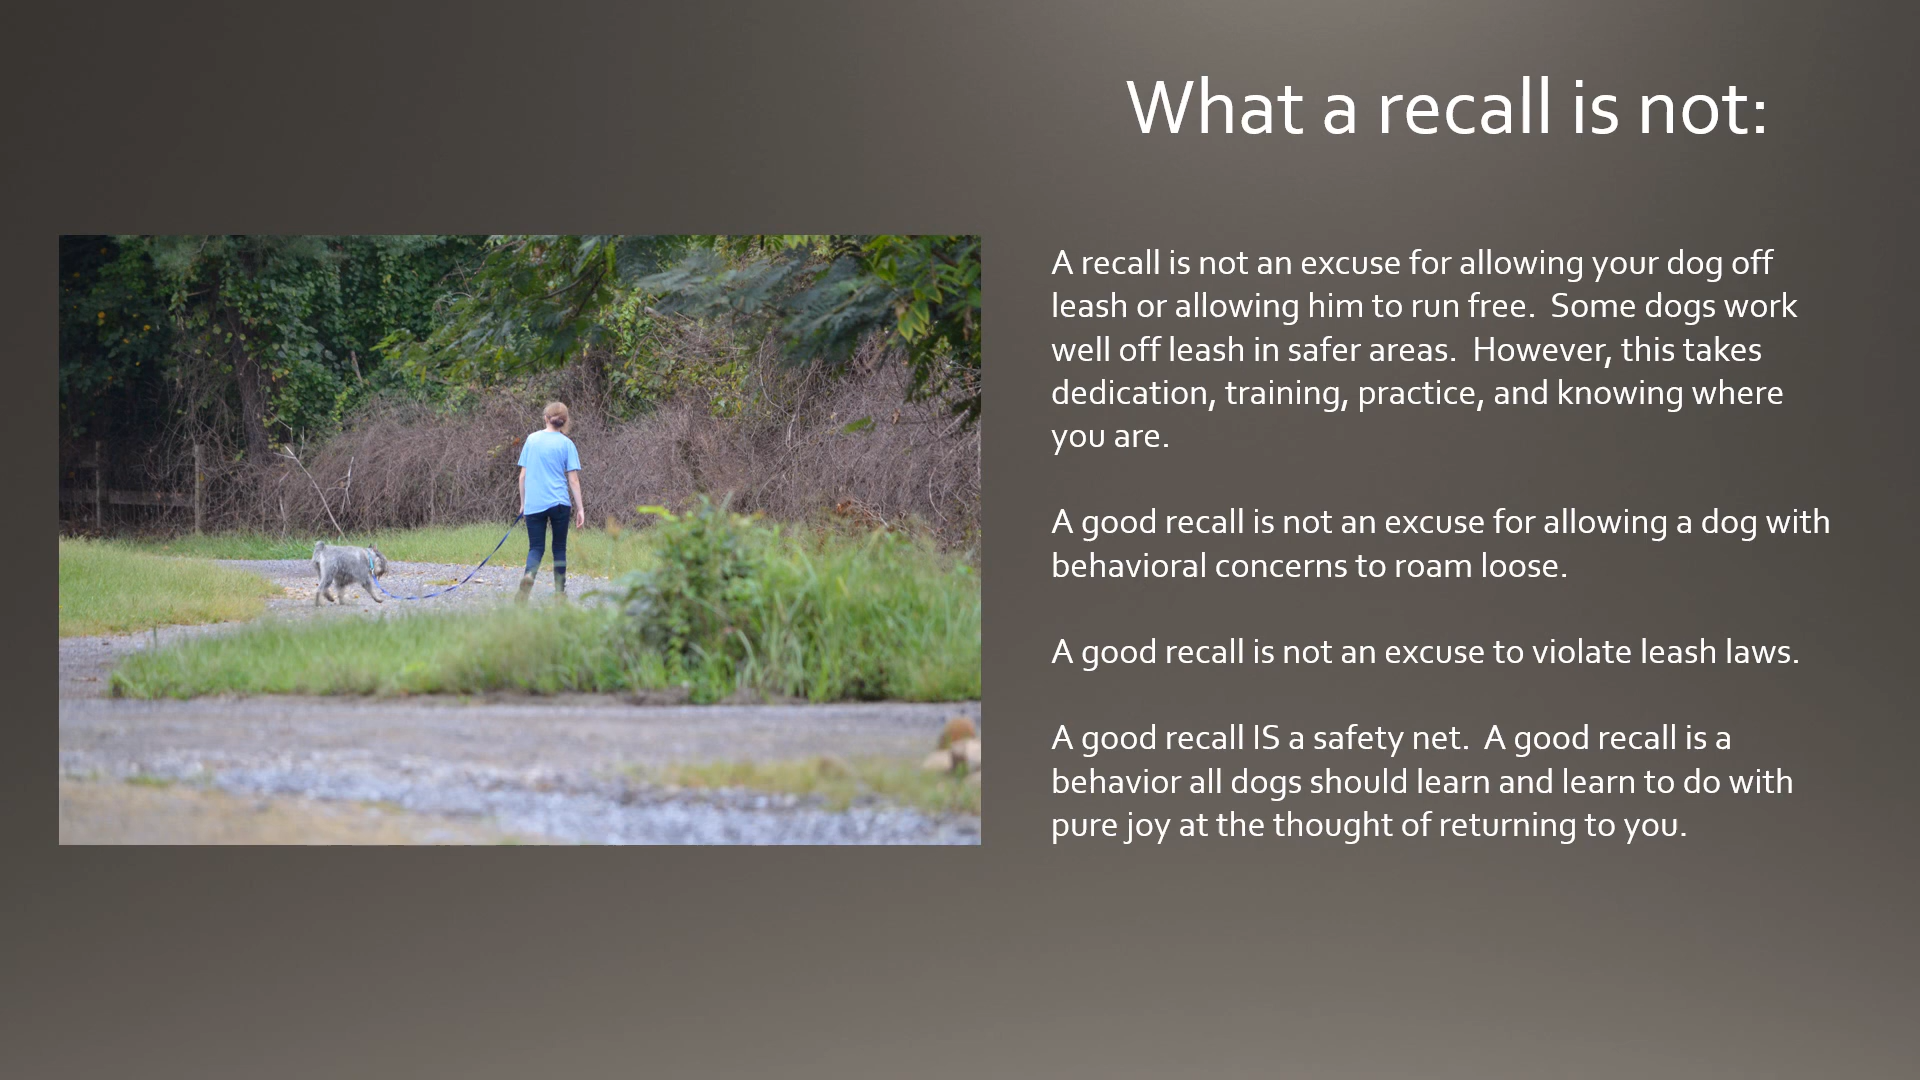 What a recall is not:
A recall is not an excuse for allowing your dog off
leash or allowing him to run free.  Some dogs work
well off leash in safer areas.  However, this takes
dedication, training, practice, and knowing where
you are.
A good recall is not an excuse for allowing a dog with
behavioral concerns to roam loose.
A good recall is not an excuse to violate leash laws.
A good recall IS a safety net.  A good recall is a
behavior all dogs should learn and learn to do with
pure joy at the thought of returning to you.